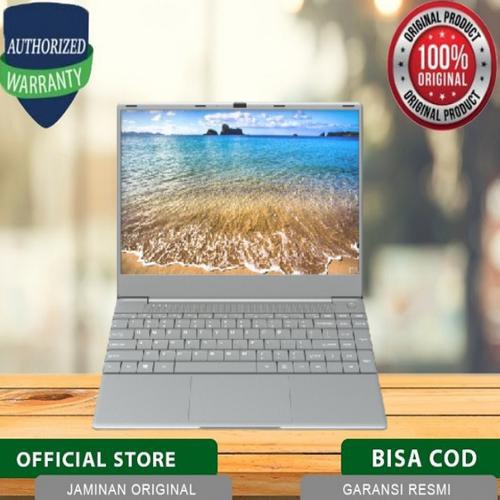 AUTHORIZED
WARRANTY
ORIGINAL PRODUCT
100%
ORIGINAL
ORIGINAL PRODUCT
OFFICIAL STORE
BISA COD
JAMINAN ORIGINAL
GARANSI RESMI